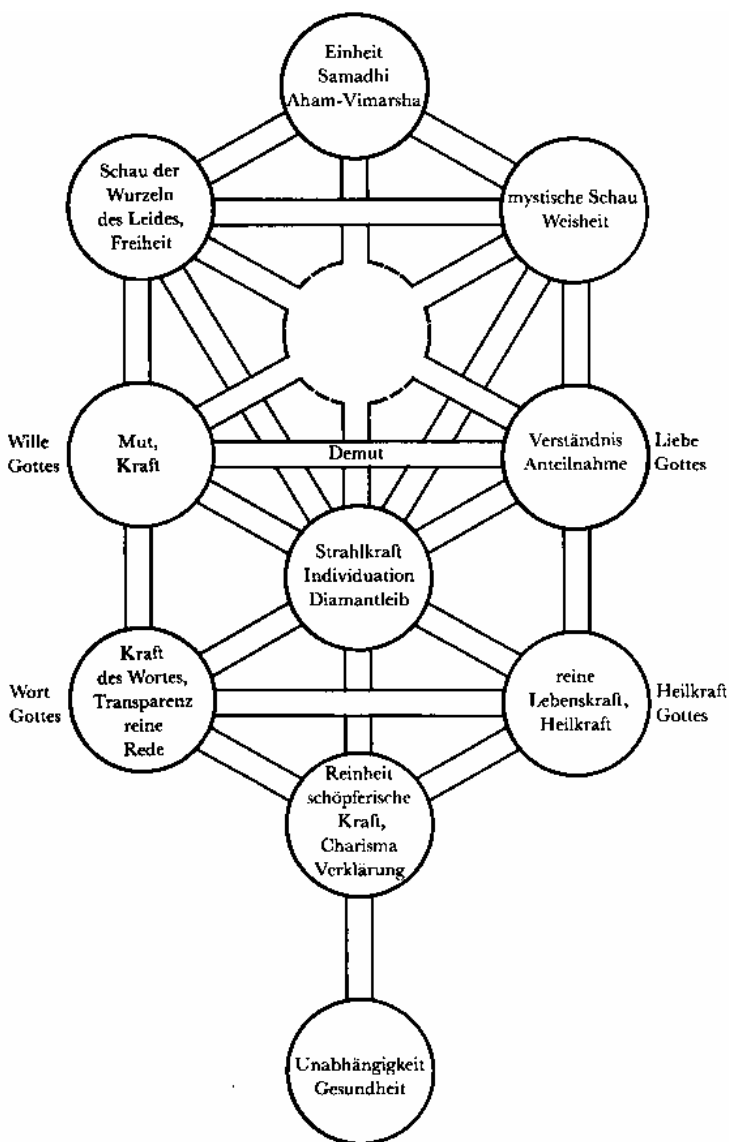 Einheit
Samadhi
Aham-Vimarsha
Schau der
Wurzeln
des Leides,
Freiheit
mystische Schau
Weisheit
Wille
Gottes
Mut,
Kraft
Demut
Verständnis
Anteilnahme
Liebe
Gottes
Strahlkraft
Individuation
Diamantleib
Wort
Gottes
Kraft
des Wortes,
Transparenz
reine
Rede
reine
Lebenskraft,
Heilkraft
Heilkraft
Gottes
Reinheit
schöpferische
Kraft,
Charisma
Verklärung
Unabhängigkeit
Gesundheit